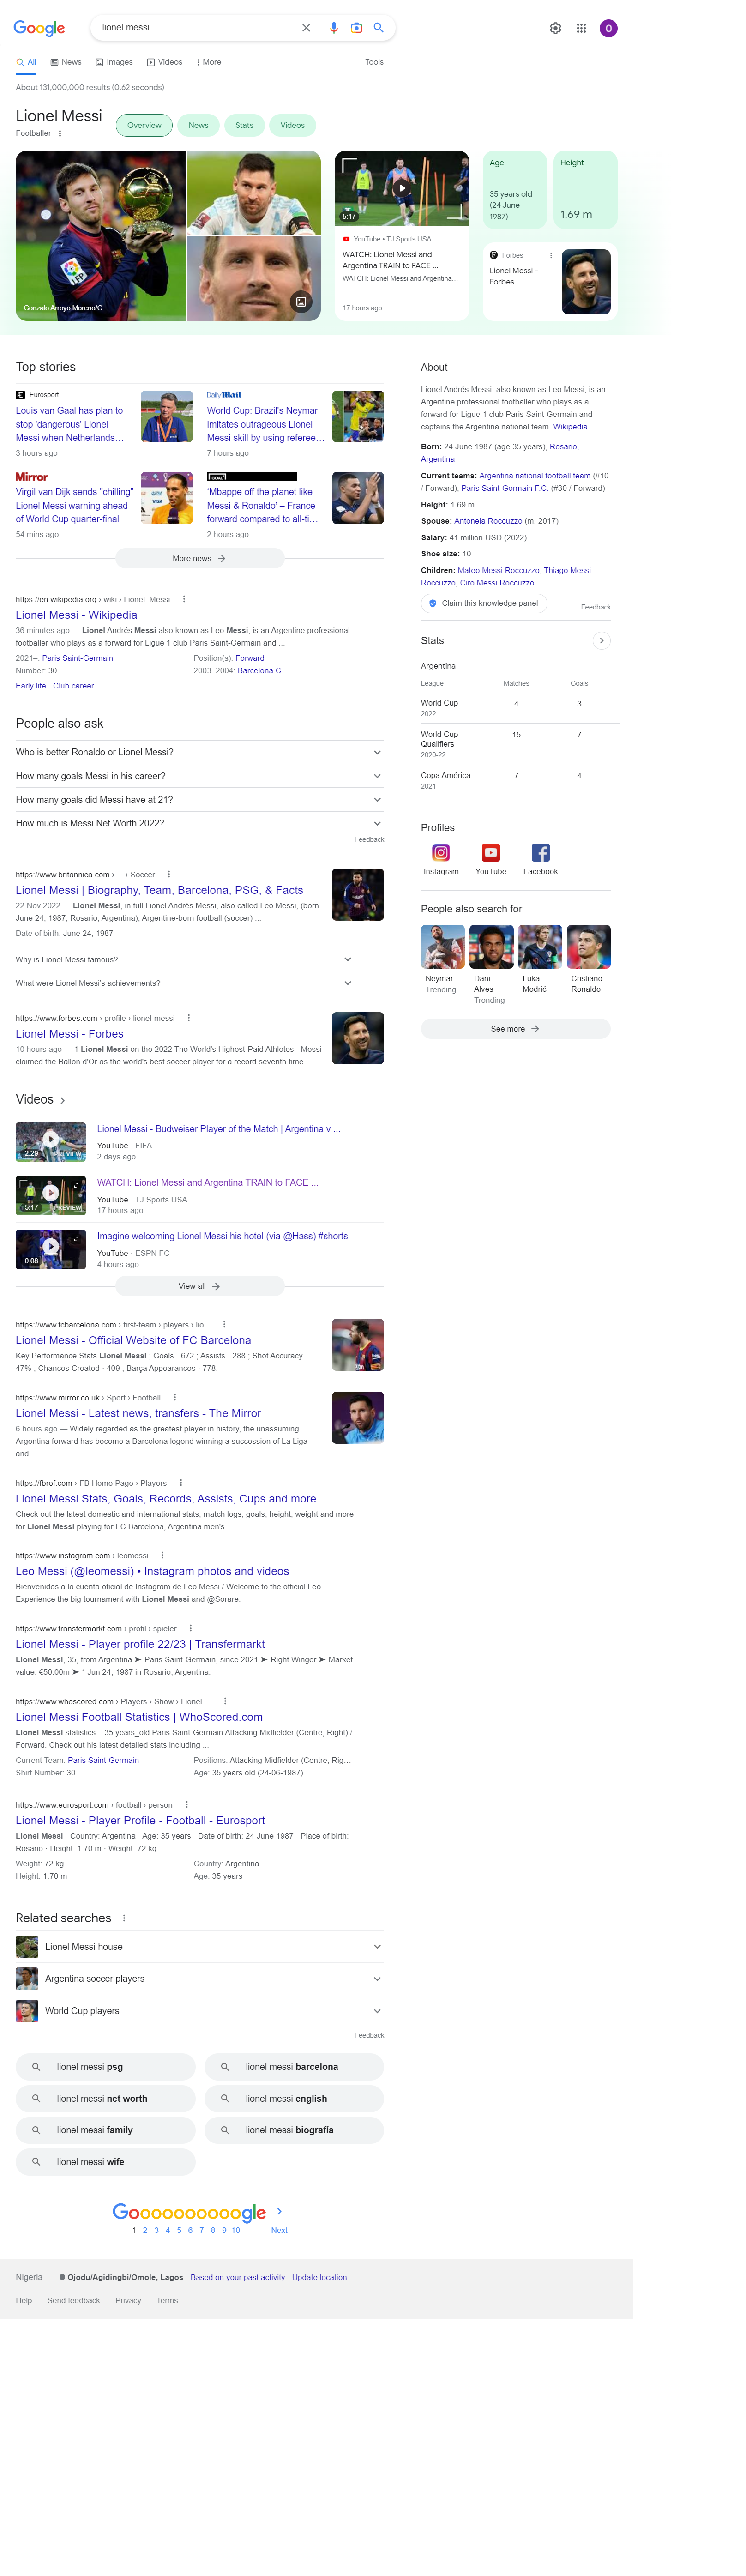 Google
lionel messi
O
All
News
Images
Videos
More
Tools
About 131,000,000 results (0.62 seconds)
Lionel Messi
Footballer
Overview
News
Stats
Videos
Gonzalo Arroyo Moreno/G...
5:17
YouTube • TJ Sports USA
WATCH: Lionel Messi and
Argentina TRAIN to FACE ...
WATCH: Lionel Messi and Argentina...
17 hours ago
Age
35 years old
(24 June
1987)
Height
1.69 m
Forbes
Lionel Messi -
Forbes
Top stories
Eurosport
Louis van Gaal has plan to
stop 'dangerous' Lionel
Messi when Netherlands...
3 hours ago
Daily Mail
World Cup: Brazil's Neymar
imitates outrageous Lionel
Messi skill by using referee...
7 hours ago
Mirror
Virgil van Dijk sends "chilling"
Lionel Messi warning ahead
of World Cup quarter-final
54 mins ago
GOAL
'Mbappe off the planet like
Messi & Ronaldo' – France
forward compared to all-ti...
2 hours ago
More news
https://en.wikipedia.org › wiki › Lionel_Messi
Lionel Messi - Wikipedia
36 minutes ago — Lionel Andrés Messi also known as Leo Messi, is an Argentine professional
footballer who plays as a forward for Ligue 1 club Paris Saint-Germain and ...
2021–: Paris Saint-Germain
Position(s): Forward
Number: 30
2003–2004: Barcelona C
Early life · Club career
People also ask
Who is better Ronaldo or Lionel Messi?
How many goals Messi in his career?
How many goals did Messi have at 21?
How much is Messi Net Worth 2022?
Feedback
https://www.britannica.com › ... › Soccer
Lionel Messi | Biography, Team, Barcelona, PSG, & Facts
22 Nov 2022 — Lionel Messi, in full Lionel Andrés Messi, also called Leo Messi, (born
June 24, 1987, Rosario, Argentina), Argentine-born football (soccer) ...
Date of birth: June 24, 1987
Why is Lionel Messi famous?
What were Lionel Messi's achievements?
https://www.forbes.com › profile › lionel-messi
Lionel Messi - Forbes
10 hours ago — 1 Lionel Messi on the 2022 The World's Highest-Paid Athletes - Messi
claimed the Ballon d'Or as the world's best soccer player for a record seventh time.
Videos
2:29
PREVIEW
Lionel Messi - Budweiser Player of the Match | Argentina v ...
YouTube · FIFA
2 days ago
5:17
PREVIEW
WATCH: Lionel Messi and Argentina TRAIN to FACE ...
YouTube · TJ Sports USA
17 hours ago
0:08
Imagine welcoming Lionel Messi his hotel (via @Hass) #shorts
YouTube · ESPN FC
4 hours ago
View all
https://www.fcbarcelona.com › first-team › players › lio...
Lionel Messi - Official Website of FC Barcelona
Key Performance Stats Lionel Messi ; Goals · 672 ; Assists · 288 ; Shot Accuracy ·
47% ; Chances Created · 409 ; Barça Appearances · 778.
https://www.mirror.co.uk › Sport › Football
Lionel Messi - Latest news, transfers - The Mirror
6 hours ago — Widely regarded as the greatest player in history, the unassuming
Argentina forward has become a Barcelona legend winning a succession of La Liga
and ...
https://fbref.com › FB Home Page › Players
Lionel Messi Stats, Goals, Records, Assists, Cups and more
Check out the latest domestic and international stats, match logs, goals, height, weight and more
for Lionel Messi playing for FC Barcelona, Argentina men's ...
https://www.instagram.com › leomessi
Leo Messi (@leomessi) • Instagram photos and videos
Bienvenidos a la cuenta oficial de Instagram de Leo Messi / Welcome to the official Leo ...
Experience the big tournament with Lionel Messi and @Sorare.
https://www.transfermarkt.com › profil › spieler
Lionel Messi - Player profile 22/23 | Transfermarkt
Lionel Messi, 35, from Argentina ➤ Paris Saint-Germain, since 2021 ➤ Right Winger ➤ Market
value: €50.00m ➤ * Jun 24, 1987 in Rosario, Argentina.
https://www.whoscored.com › Players › Show › Lionel-...
Lionel Messi Football Statistics | WhoScored.com
Lionel Messi statistics – 35 years_old Paris Saint-Germain Attacking Midfielder (Centre, Right) /
Forward. Check out his latest detailed stats including ...
Current Team: Paris Saint-Germain
Positions: Attacking Midfielder (Centre, Rig...
Shirt Number: 30
Age: 35 years old (24-06-1987)
https://www.eurosport.com › football › person
Lionel Messi - Player Profile - Football - Eurosport
Lionel Messi · Country: Argentina · Age: 35 years · Date of birth: 24 June 1987 · Place of birth:
Rosario · Height: 1.70 m · Weight: 72 kg.
Weight: 72 kg
Country: Argentina
Height: 1.70 m
Age: 35 years
Related searches
Lionel Messi house
Argentina soccer players
World Cup players
Feedback
lionel messi psg
lionel messi barcelona
lionel messi net worth
lionel messi english
lionel messi family
lionel messi biografia
lionel messi wife
Goooooooooogle
1 2 3 4 5 6 7 8 9 10 Next
About
Lionel Andrés Messi, also known as Leo Messi, is an
Argentine professional footballer who plays as a
forward for Ligue 1 club Paris Saint-Germain and
captains the Argentina national team. Wikipedia
Born: 24 June 1987 (age 35 years), Rosario,
Argentina
Current teams: Argentina national football team (#10
/ Forward), Paris Saint-Germain F.C. (#30 / Forward)
Height: 1.69 m
Spouse: Antonela Roccuzzo (m. 2017)
Salary: 41 million USD (2022)
Shoe size: 10
Children: Mateo Messi Roccuzzo, Thiago Messi
Roccuzzo, Ciro Messi Roccuzzo
Claim this knowledge panel
Feedback
Stats
Argentina
League Matches Goals
World Cup 4 3
2022
World Cup 15 7
Qualifiers
2020-22
Copa América 7 4
2021
Profiles
Instagram
YouTube
Facebook
People also search for
Neymar
Trending
Dani
Alves
Trending
Luka
Modrić
Cristiano
Ronaldo
See more
Nigeria
Ojodu/Agidingbi/Omole, Lagos - Based on your past activity - Update location
Help
Send feedback
Privacy
Terms